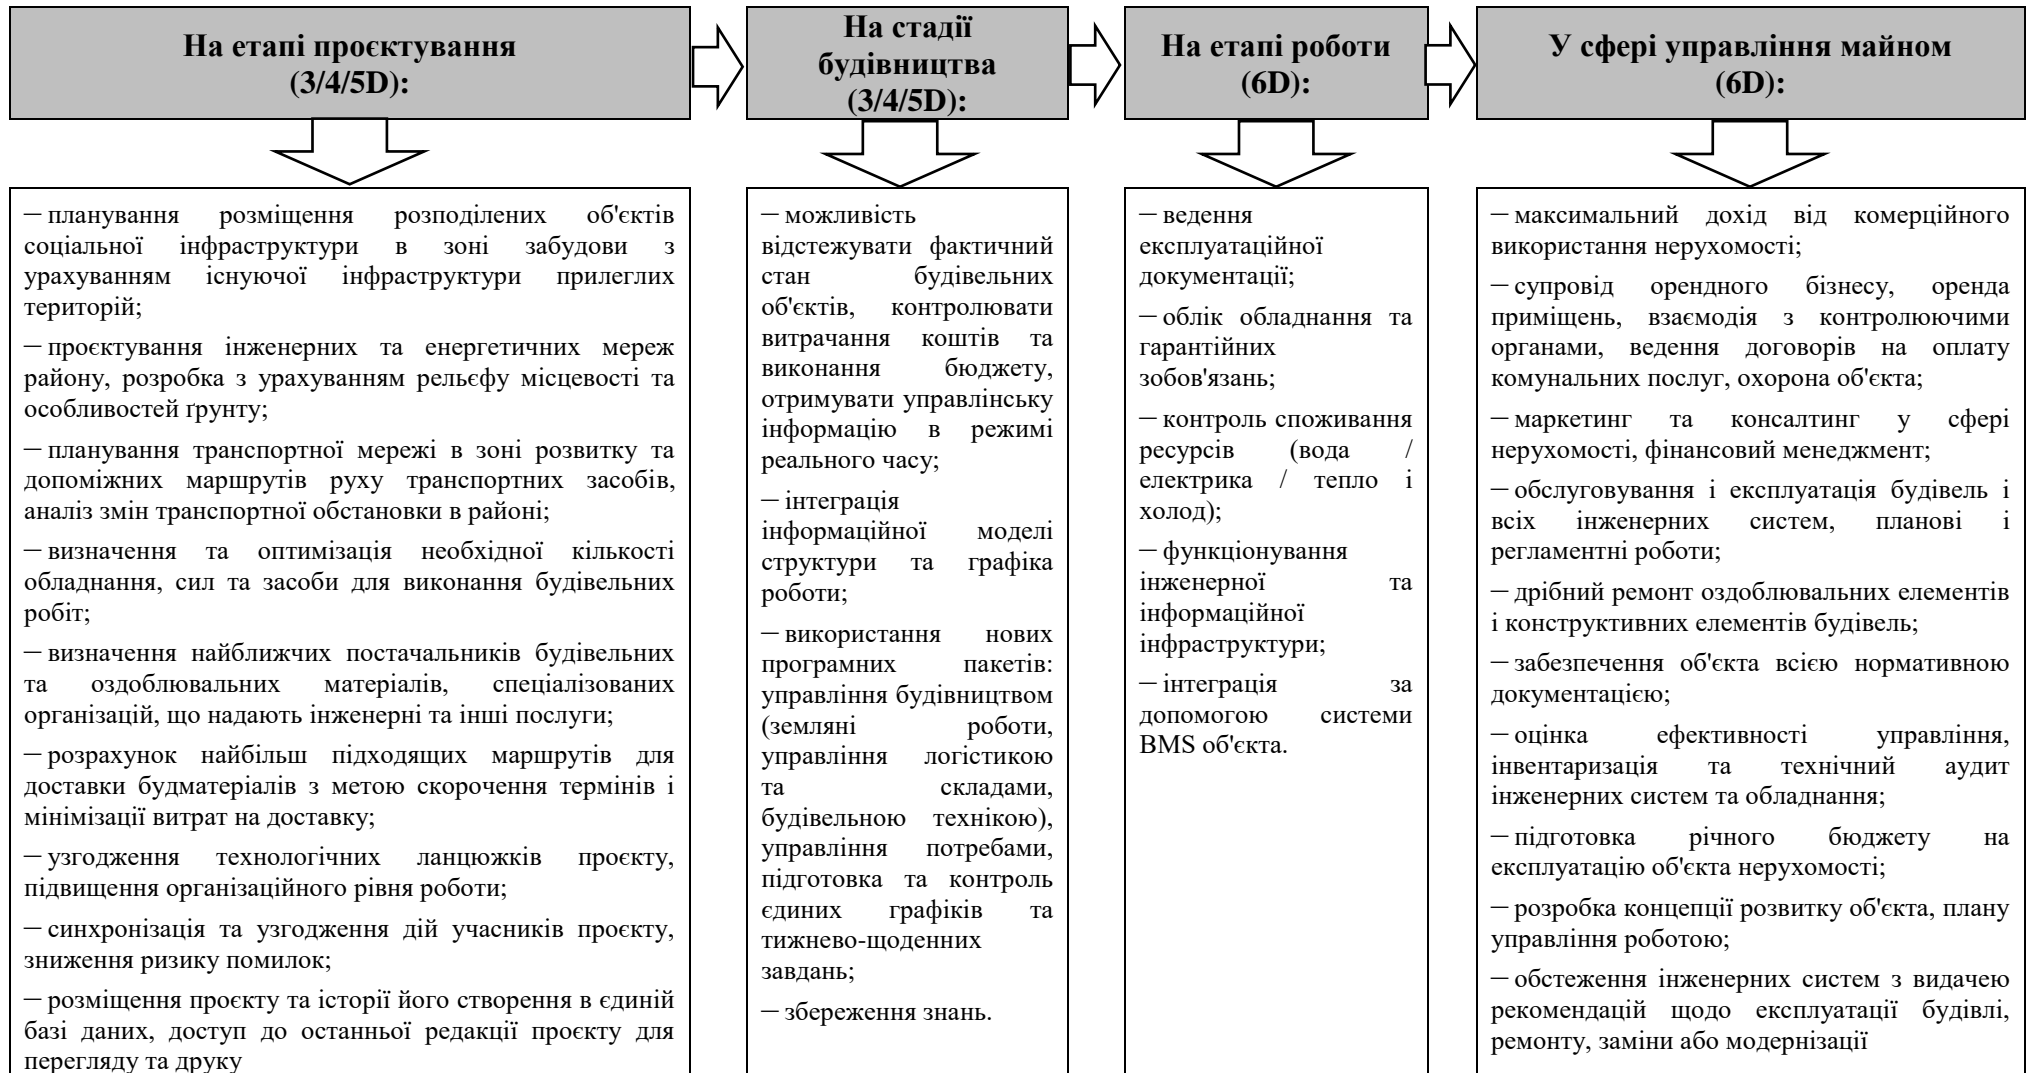 На етапі проєктування
(3/4/5D):
На стадії
будівництва
(3/4/5D):
На етапі роботи
(6D):
У сфері управління майном
(6D):
— планування розміщення розподілених об'єктів
соціальної інфраструктури в зоні забудови з
урахуванням існуючої інфраструктури прилеглих
територій;
— проєктування інженерних та енергетичних мереж
району, розробка з урахуванням рельєфу місцевості та
особливостей ґрунту;
— планування транспортної мережі в зоні розвитку та
допоміжних маршрутів руху транспортних засобів,
аналіз змін транспортної обстановки в районі;
— визначення та оптимізація необхідної кількості
обладнання, сил та засоби для виконання будівельних
робіт;
— визначення найближчих постачальників будівельних
та оздоблювальних матеріалів, спеціалізованих
організацій, що надають інженерні та інші послуги;
— розрахунок найбільш підходящих маршрутів для
доставки будматеріалів з метою скорочення термінів і
мінімізації витрат на доставку;
— узгодження технологічних ланцюжків проєкту,
підвищення організаційного рівня роботи;
— синхронізація та узгодження дій учасників проєкту,
зниження ризику помилок;
— розміщення проєкту та історії його створення в єдиній
базі даних, доступ до останньої редакції проєкту для
перегляду та друку
— можливість
відстежувати фактичний
стан будівельних
об'єктів, контролювати
витрачання коштів та
виконання бюджету,
отримувати управлінську
інформацію в режимі
реального часу;
— інтеграція
інформаційної моделі
структури та графіка
роботи;
— використання нових
програмних пакетів:
управління будівництвом
(земляні роботи,
управління логістикою
та складами,
будівельною технікою),
управління потребами,
підготовка та контроль
єдиних графіків та
тижнево-щоденних
завдань;
— збереження знань.
— ведення
експлуатаційної
документації;
— облік обладнання та
гарантійних
зобов'язань;
— контроль споживання
ресурсів (вода /
електрика / тепло і
холод);
— функціонування
інженерної та
інформаційної
інфраструктури;
— інтеграція за
допомогою системи
BMS об'єкта.
— максимальний дохід від комерційного
використання нерухомості;
— супровід орендного бізнесу, оренда
приміщень, взаємодія з контролюючими
органами, ведення договорів на оплату
комунальних послуг, охорона об'єкта;
— маркетинг та консалтинг у сфері
нерухомості, фінансовий менеджмент;
— обслуговування і експлуатація будівель і
всіх інженерних систем, планові і
регламентні роботи;
— дрібний ремонт оздоблювальних елементів
і конструктивних елементів будівель;
— забезпечення об'єкта всією нормативною
документацією;
— оцінка ефективності управління,
інвентаризація та технічний аудит
інженерних систем та обладнання;
— підготовка річного бюджету на
експлуатацію об'єкта нерухомості;
— розробка концепції розвитку об'єкта, плану
управління роботою;
— обстеження інженерних систем з видачею
рекомендацій щодо експлуатації будівлі,
ремонту, заміни або модернізації